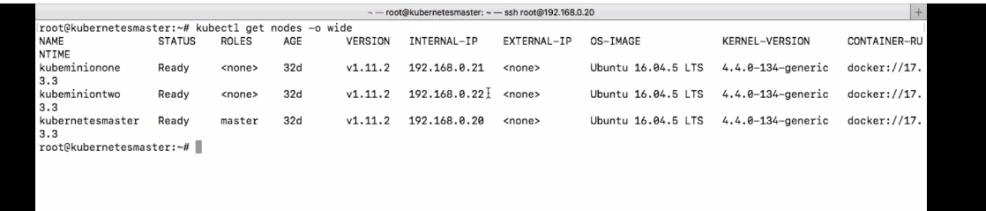 ~ — root@kubernetesmaster: ~ — ssh root@192.168.0.20
root@kubernetesmaster:~# kubectl get nodes -o wide
NAME STATUS ROLES AGE VERSION INTERNAL-IP EXTERNAL-IP OS-IMAGE KERNEL-VERSION CONTAINER-RU
NTIME
kubeminionone Ready <none> 32d v1.11.2 192.168.0.21 <none> Ubuntu 16.04.5 LTS 4.4.0-134-generic docker://17.
3.3
kubeminiontwo Ready <none> 32d v1.11.2 192.168.0.22 <none> Ubuntu 16.04.5 LTS 4.4.0-134-generic docker://17.
3.3
kubernetesmaster Ready master 32d v1.11.2 192.168.0.20 <none> Ubuntu 16.04.5 LTS 4.4.0-134-generic docker://17.
3.3
root@kubernetesmaster:~#